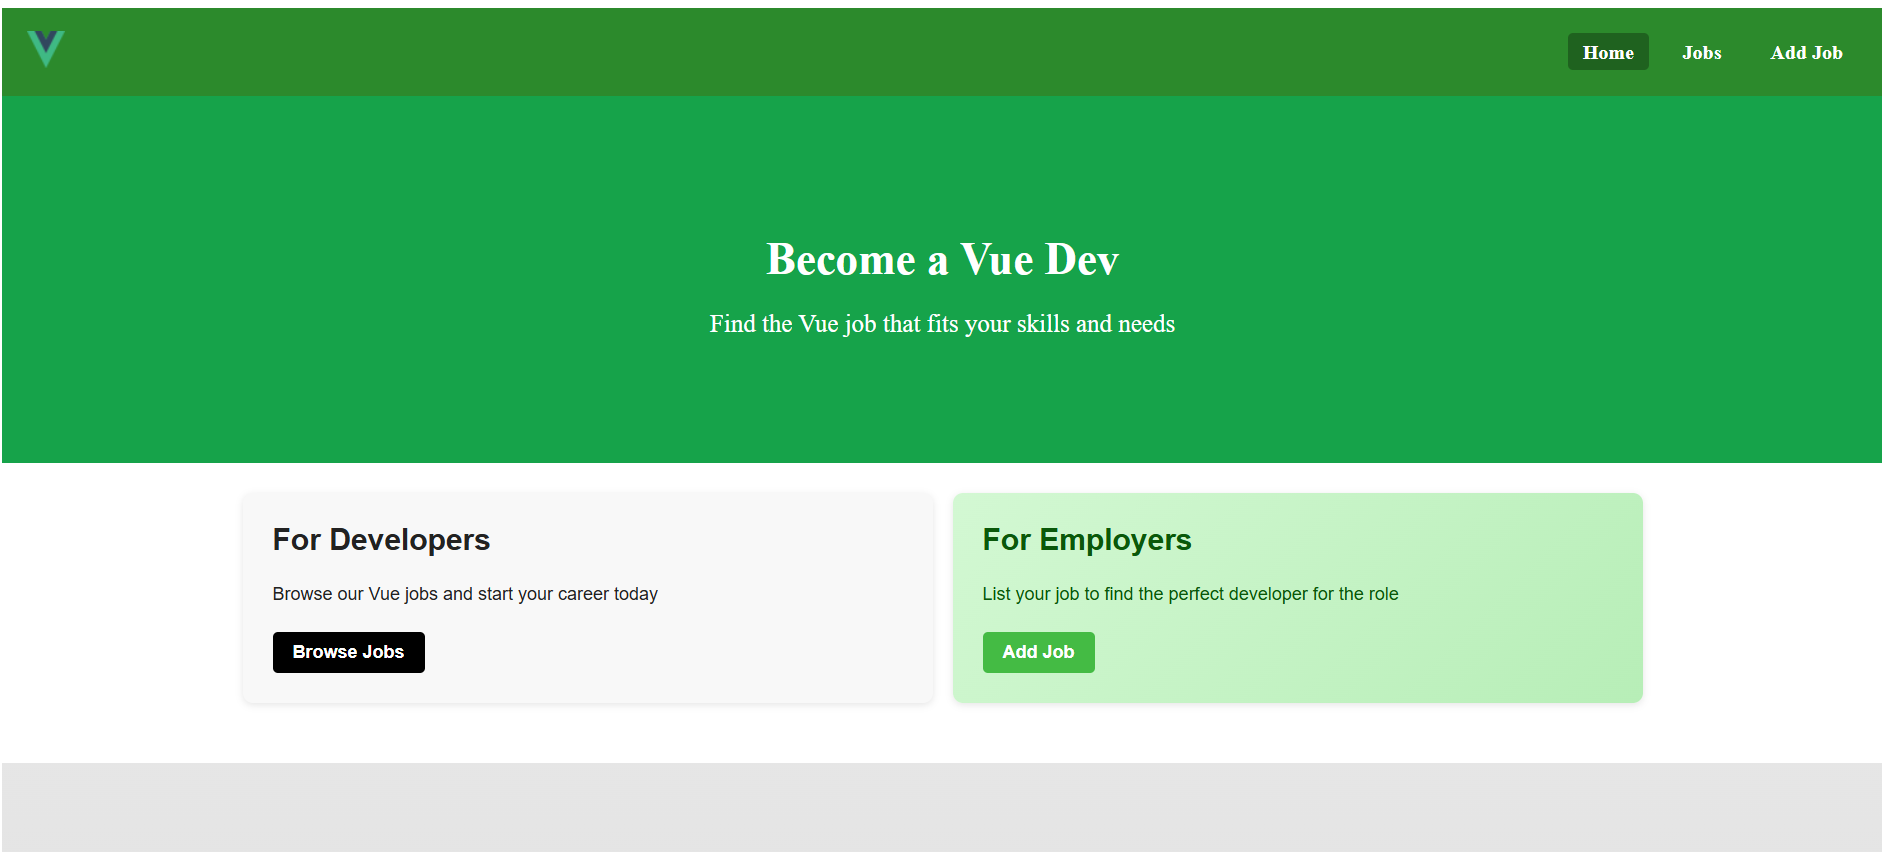 Home Jobs Add Job
Become a Vue Dev
Find the Vue job that fits your skills and needs
For Developers
Browse our Vue jobs and start your career today
Browse Jobs
For Employers
List your job to find the perfect developer for the role
Add Job